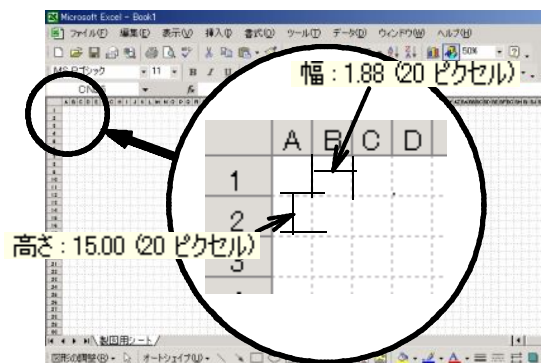 Microsoft Excel - Book1
ファイル(F) 編集(E) 表示(V) 挿入(I) 書式(O) ツール(T) データ(D) ウィンドウ(W) ヘルプ(H)
50%
MS Pゴシック 11 B I U
幅 : 1.88 (20 ピクセル)
A B C D
1
2
高さ : 15.00 (20 ピクセル)
3
製図用シート
図形の調整(R) オートシェイプ(U)